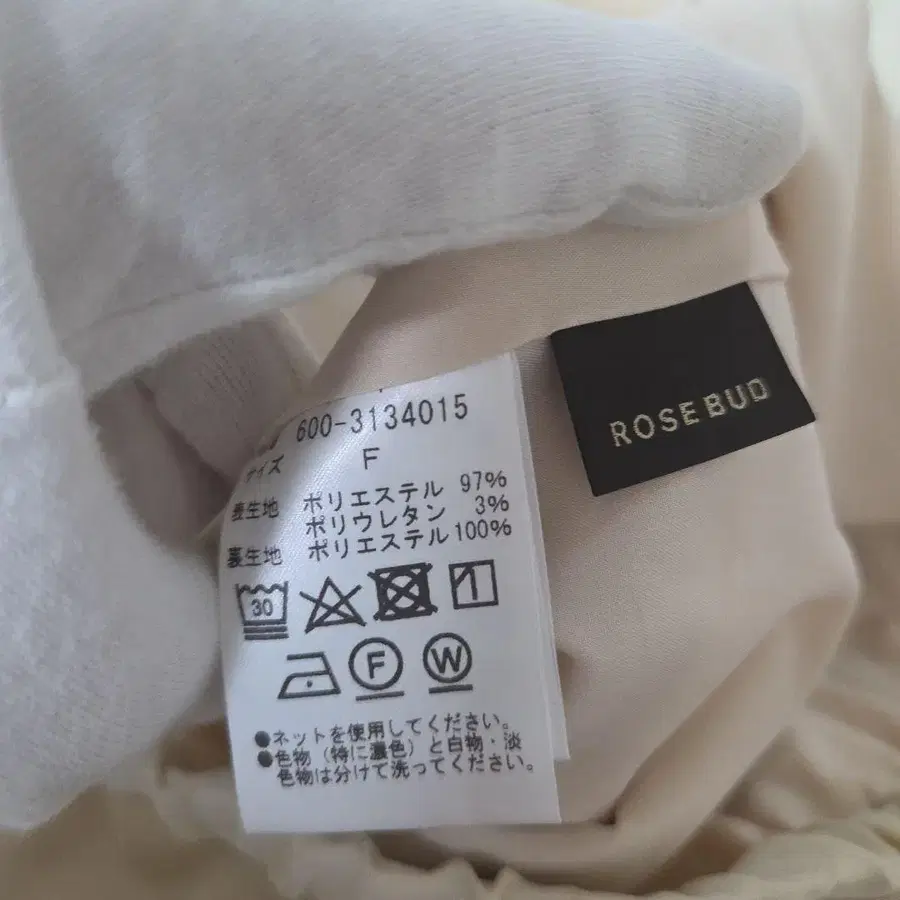 600-3134015
サイズ F
表生地 ポリエステル 97%
ポリウレタン 3%
裏生地 ポリエステル 100%
30
F W
●ネットを使用してください。
●色物（特に濃色）と白物・淡
色物は分けて洗ってください。
ROSE BUD